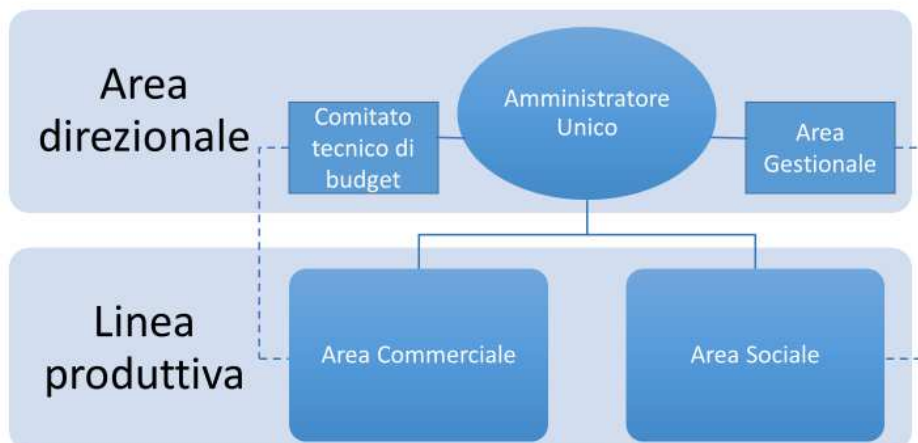 Area
direzionale
Comitato
tecnico di
budget
Amministratore
Unico
Area
Gestionale
Linea
produttiva
Area Commerciale
Area Sociale